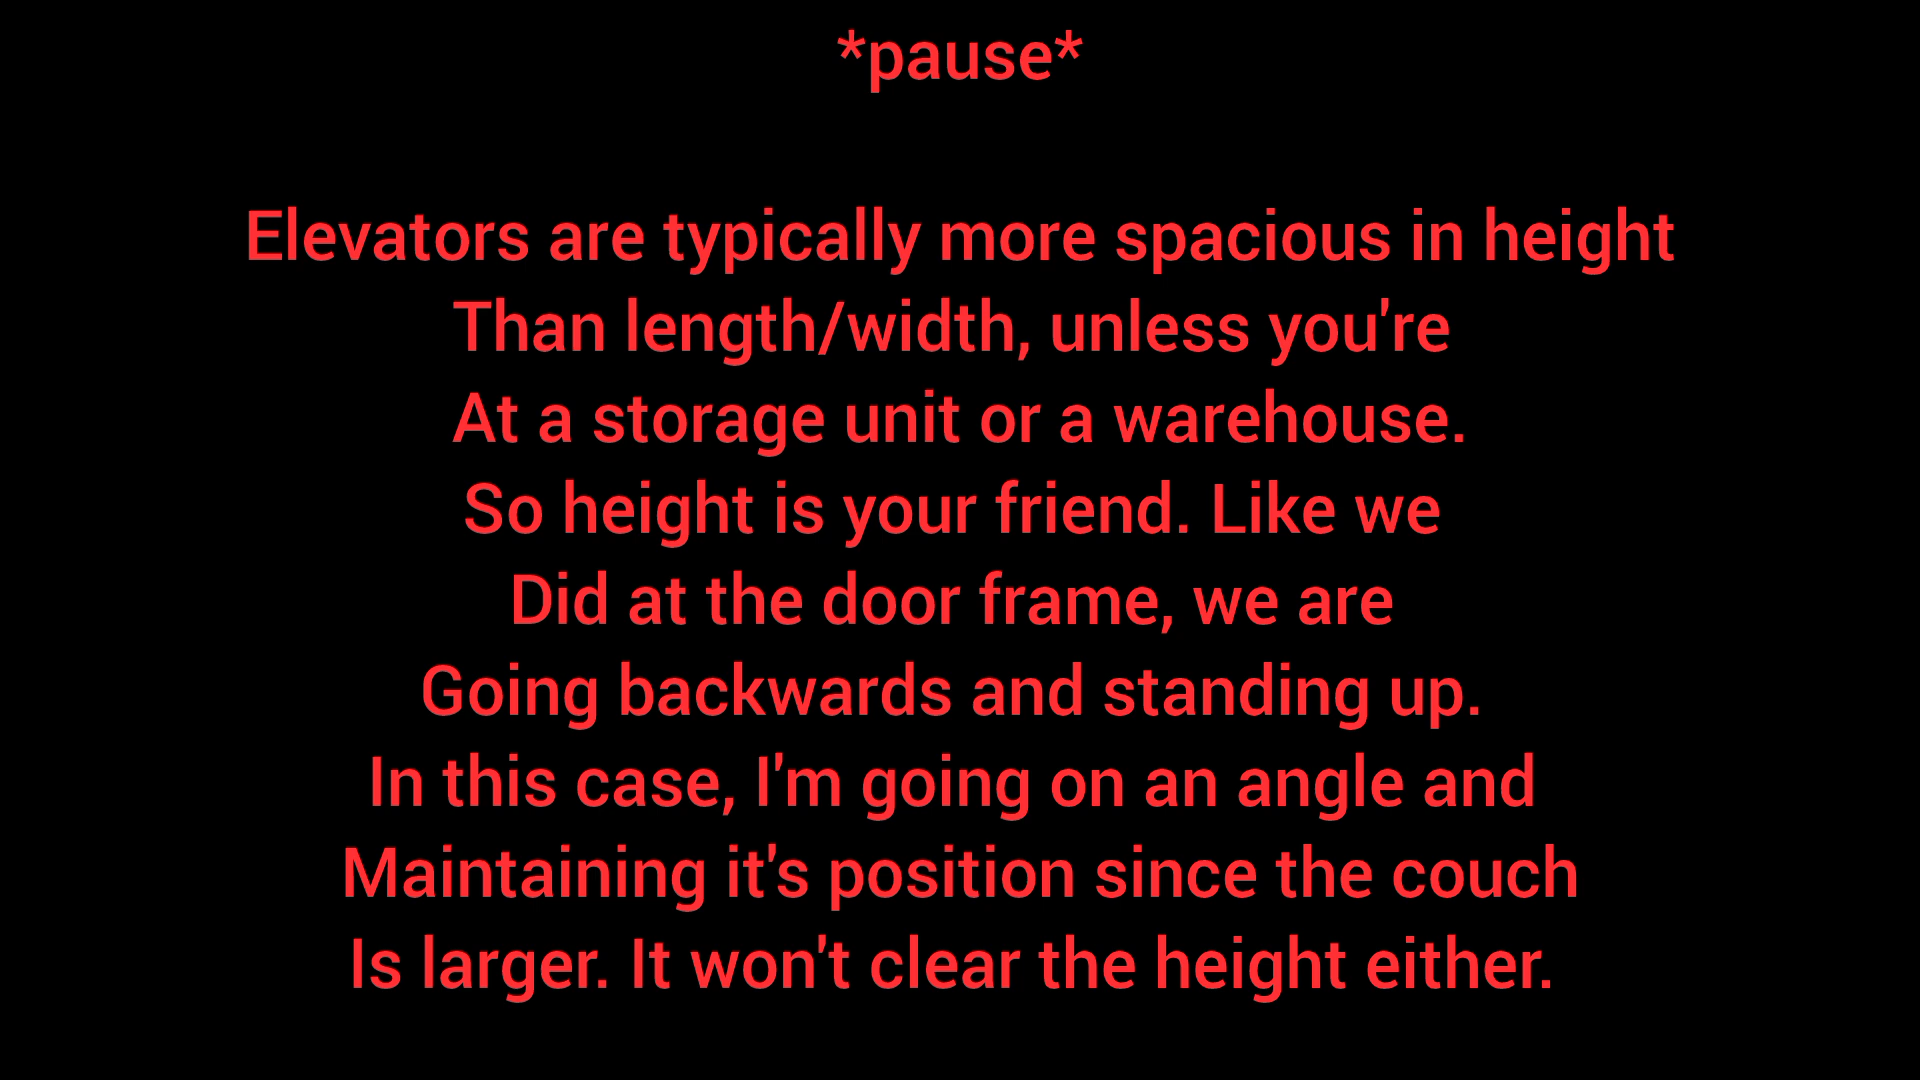 *pause*
Elevators are typically more spacious in height
Than length/width, unless you're
At a storage unit or a warehouse.
So height is your friend. Like we
Did at the door frame, we are
Going backwards and standing up.
In this case, I'm going on an angle and
Maintaining it's position since the couch
Is larger. It won't clear the height either.